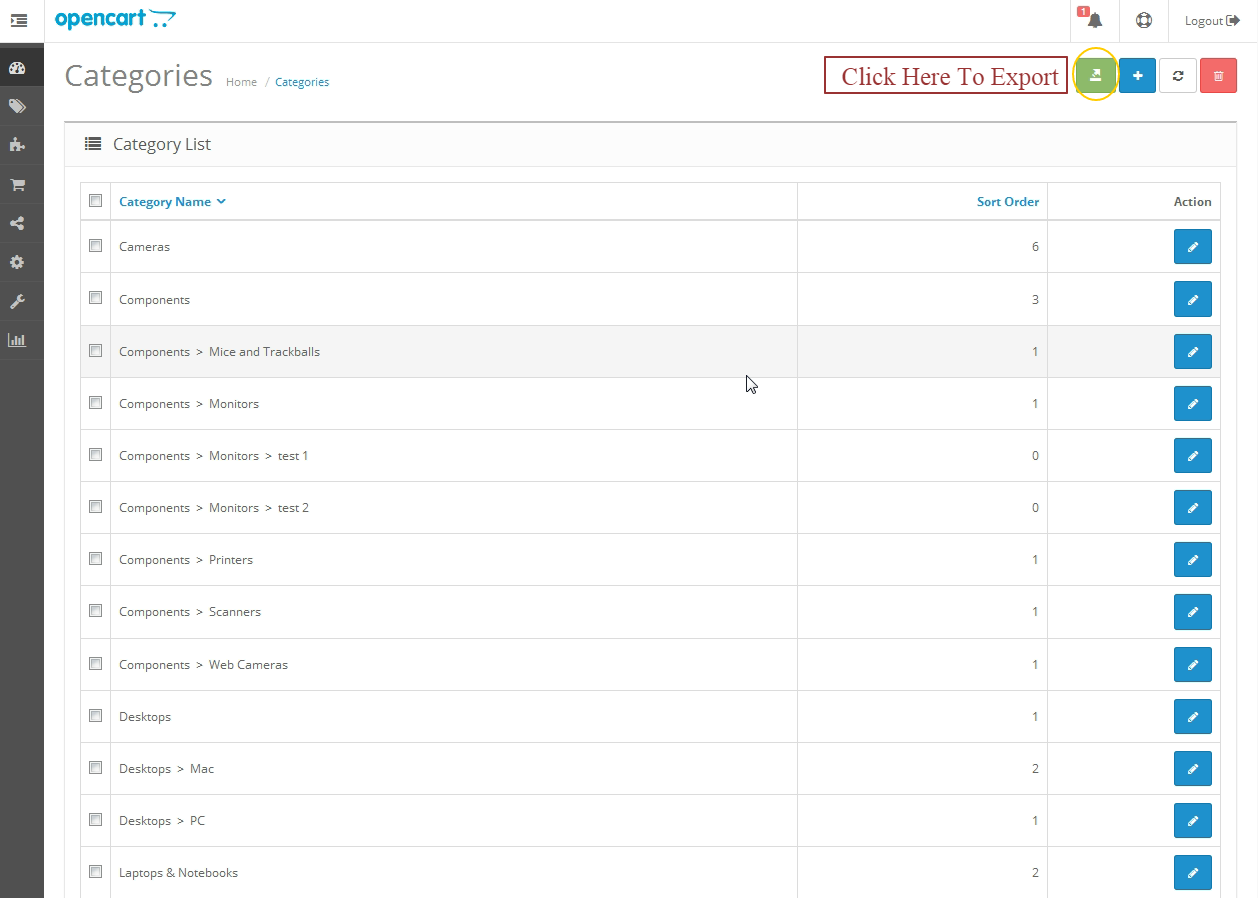 opencart
1
Logout
Categories
Home / Categories
Click Here To Export
Category List
Category Name Sort Order Action
Cameras 6
Components 3
Components > Mice and Trackballs 1
Components > Monitors 1
Components > Monitors > test 1 0
Components > Monitors > test 2 0
Components > Printers 1
Components > Scanners 1
Components > Web Cameras 1
Desktops 1
Desktops > Mac 2
Desktops > PC 1
Laptops & Notebooks 2